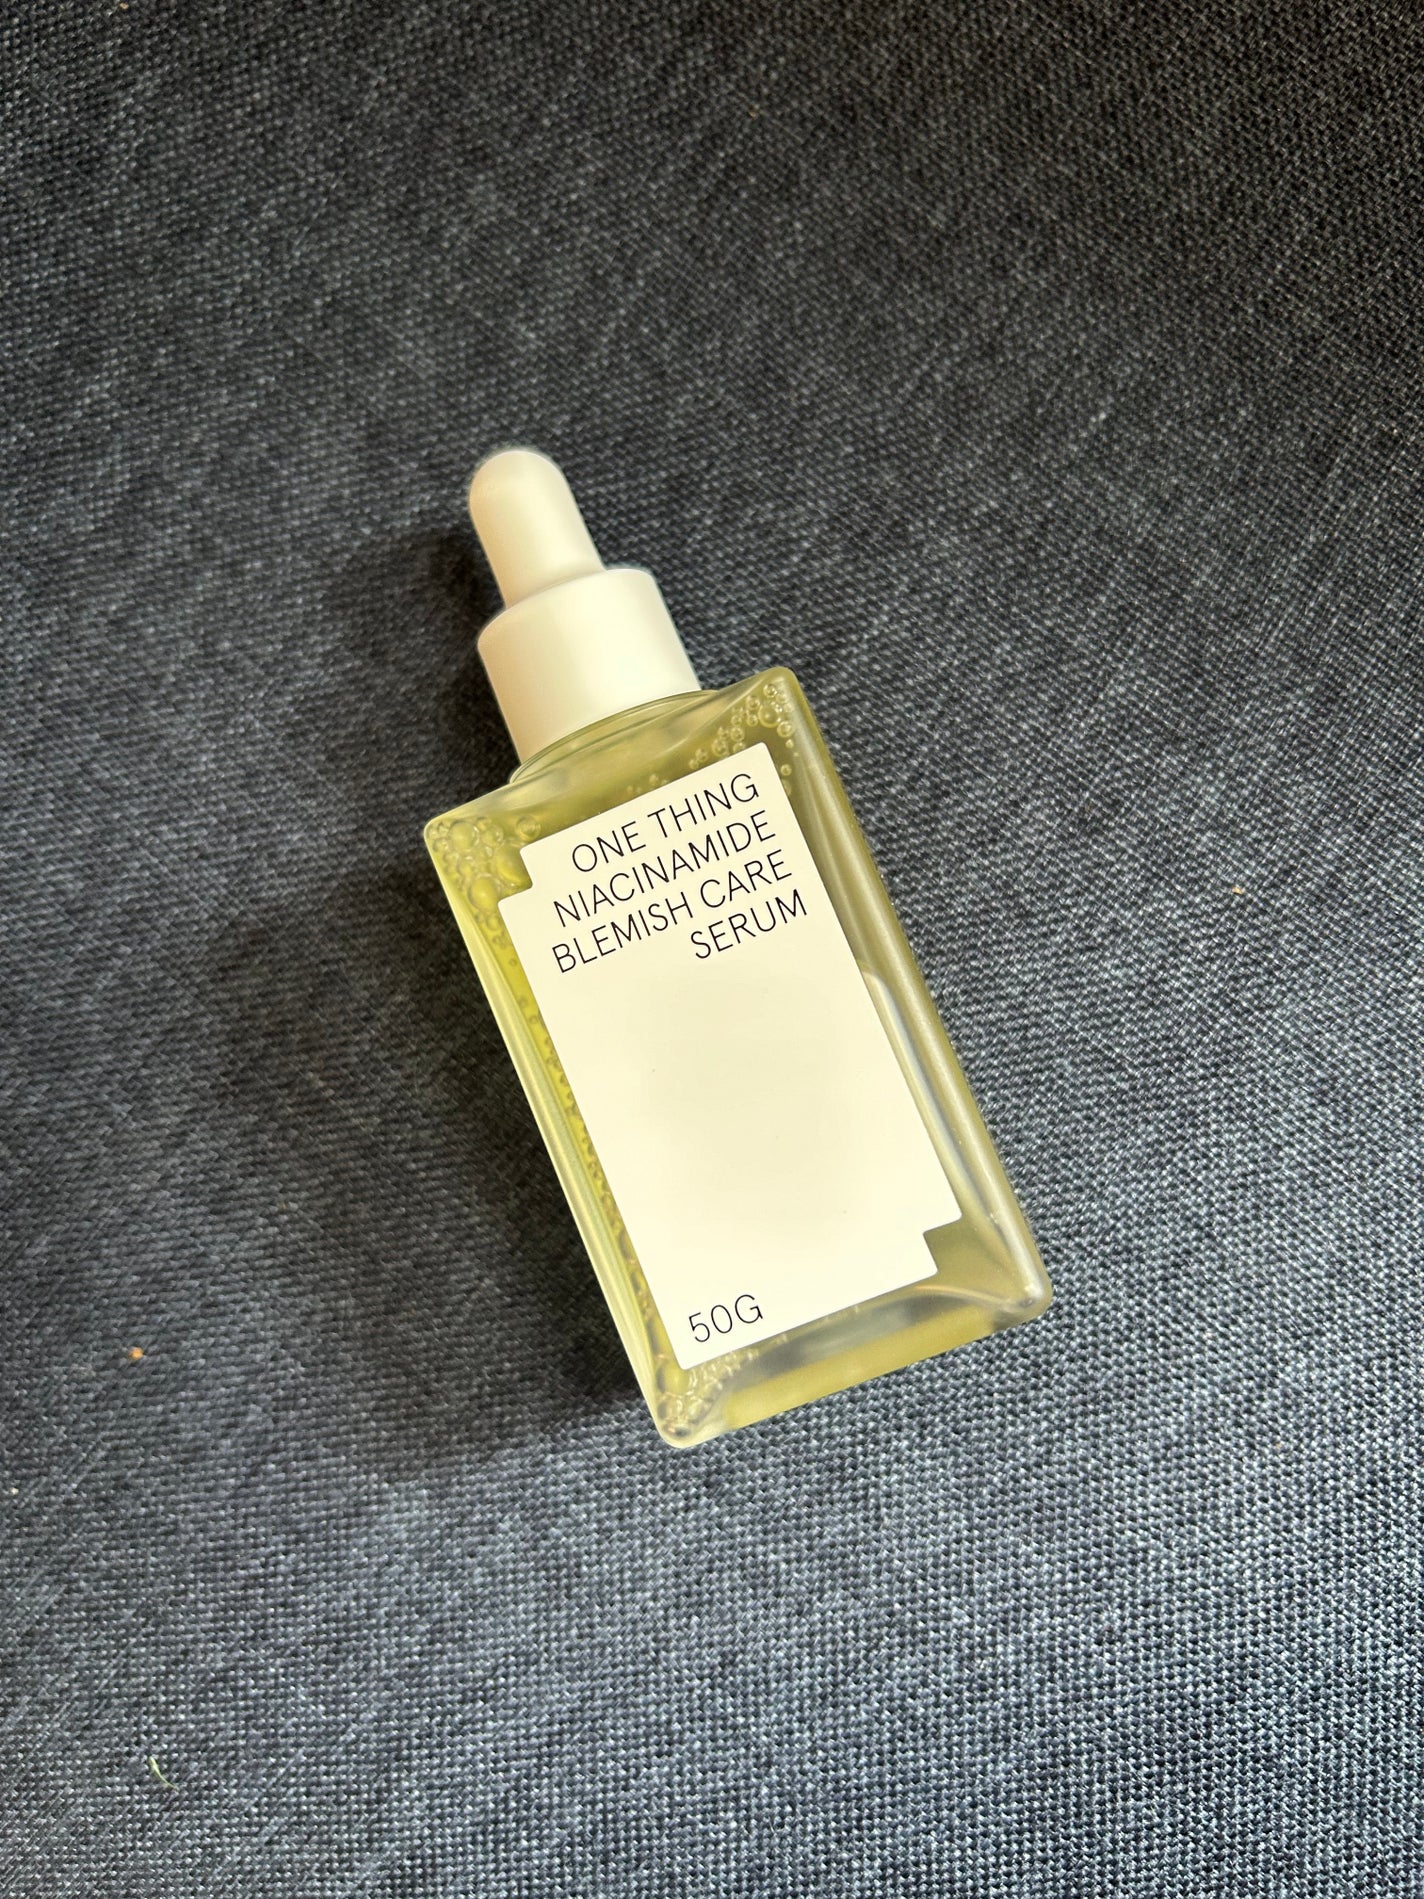 ONE THING
NIACINAMIDE
BLEMISH CARE
SERUM
50G